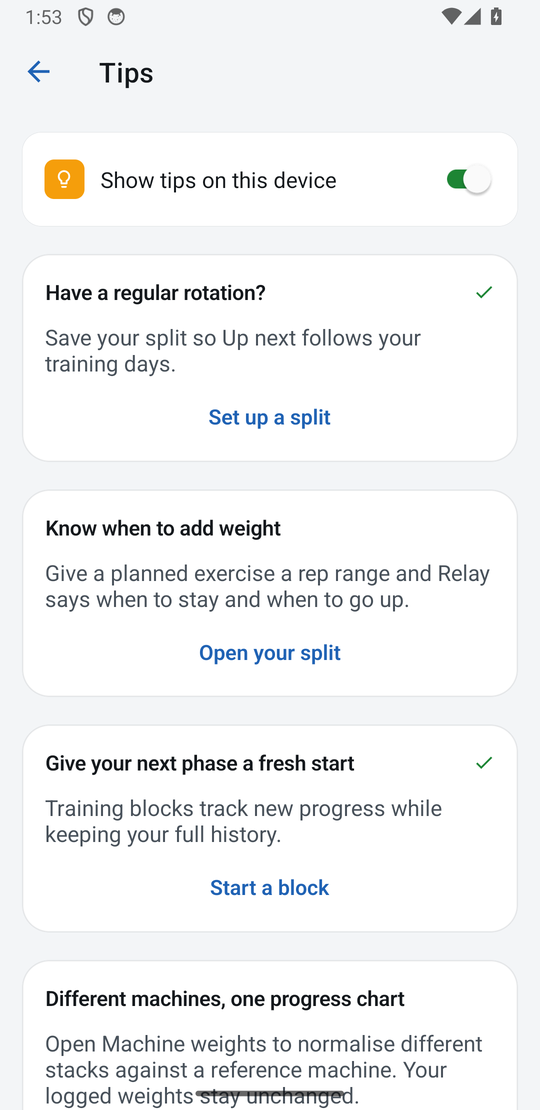 1:53
Tips
Show tips on this device
Have a regular rotation?
Save your split so Up next follows your
training days.
Set up a split
Know when to add weight
Give a planned exercise a rep range and Relay
says when to stay and when to go up.
Open your split
Give your next phase a fresh start
Training blocks track new progress while
keeping your full history.
Start a block
Different machines, one progress chart
Open Machine weights to normalise different
stacks against a reference machine. Your
logged weights stay unchanged.